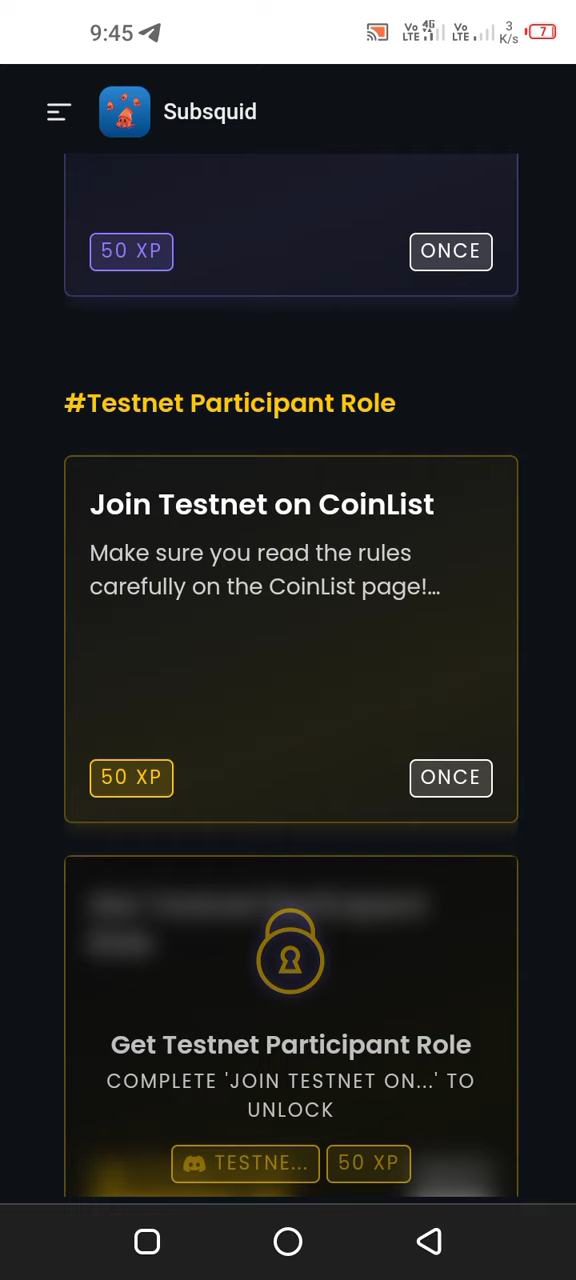 9:45
Vo LTE 4G Vo LTE 3 K/s 7
Subsquid
50 XP ONCE
#Testnet Participant Role
Join Testnet on CoinList
Make sure you read the rules
carefully on the CoinList page!...
50 XP ONCE
Get Testnet Participant Role
COMPLETE 'JOIN TESTNET ON...' TO
UNLOCK
TESTNE... 50 XP